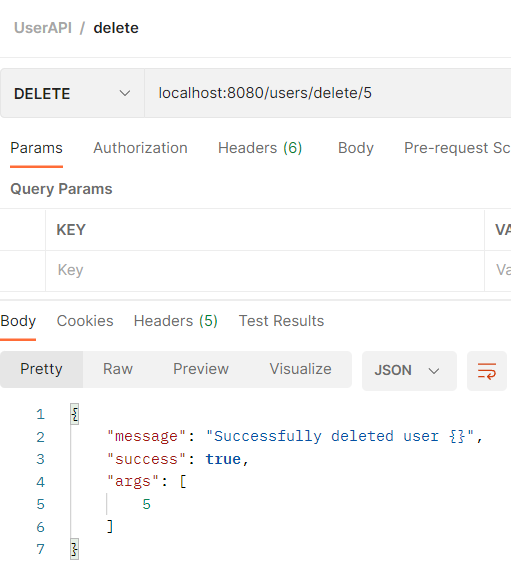 UserAPI / delete
DELETE localhost:8080/users/delete/5
Params Authorization Headers (6) Body Pre-request Sc
Query Params
KEY VA
Key Va
Body Cookies Headers (5) Test Results
Pretty Raw Preview Visualize JSON
1 {
2 "message": "Successfully deleted user {}",
3 "success": true,
4 "args": [
5 5
6 ]
7 }